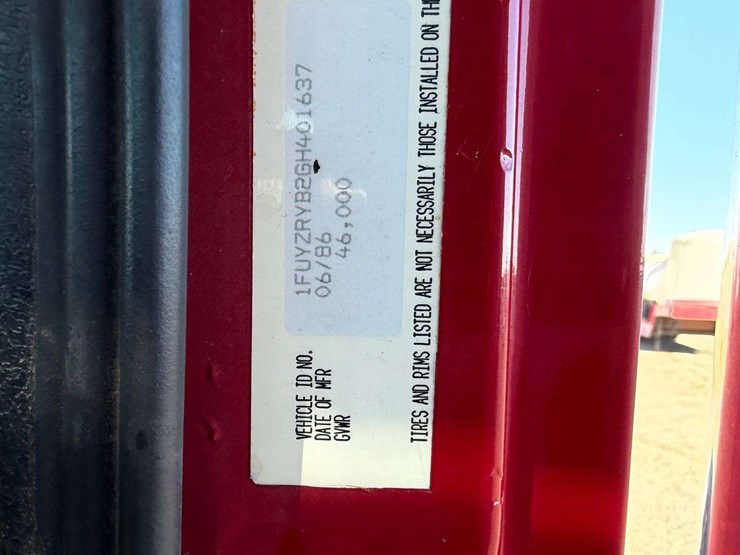 VEHICLE ID NO. 1FUYZRYB2GH401637
DATE OF MFR 06/86
GVWR 46,000
TIRES AND RIMS LISTED ARE NOT NECESSARILY THOSE INSTALLED ON